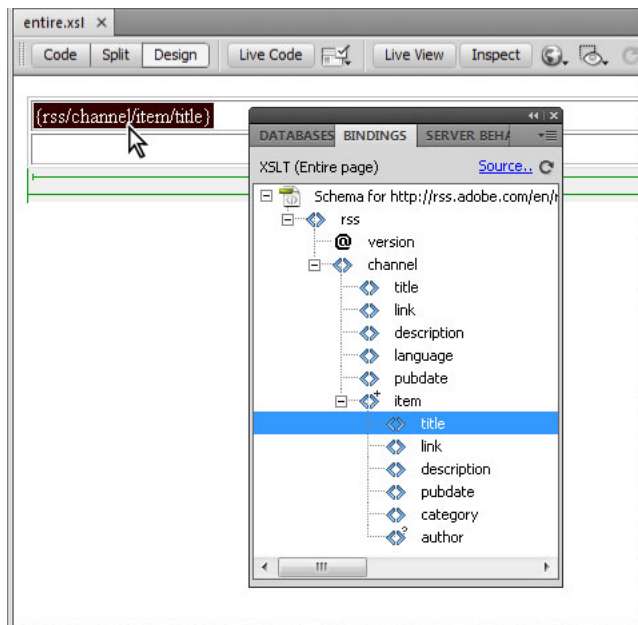 entire.xsl
Code Split Design Live Code Live View Inspect
{rss/channel/item/title}
DATABASES BINDINGS SERVER
XSLT (Entire page) Source..
Schema for http://rss.adobe.com/en/
rss
@ version
channel
title
link
description
language
pubdate
item
title
link
description
pubdate
category
author